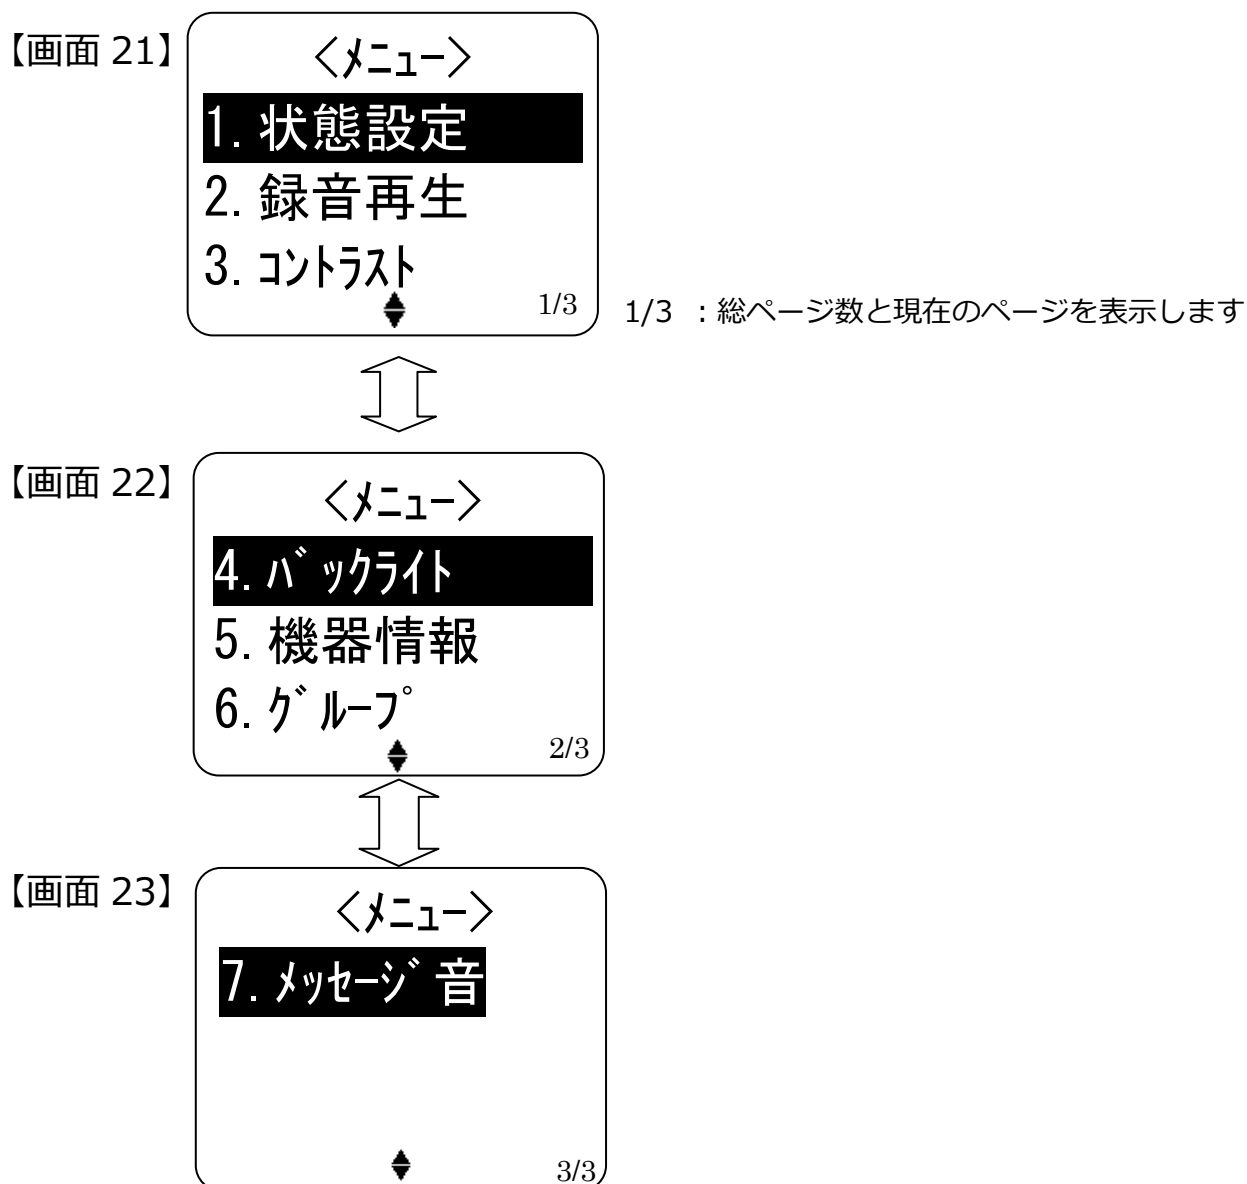 【画面 21】
<ﾒﾆｭｰ>
1. 状態設定
2. 録音再生
3. ｺﾝﾄﾗｽﾄ
1/3
1/3 ：総ページ数と現在のページを表示します
【画面 22】
<ﾒﾆｭｰ>
4. ﾊﾞｯｸﾗｲﾄ
5. 機器情報
6. ｸﾞﾙｰﾌﾟ
2/3
【画面 23】
<ﾒﾆｭｰ>
7. ﾒｯｾｰｼﾞ音
3/3